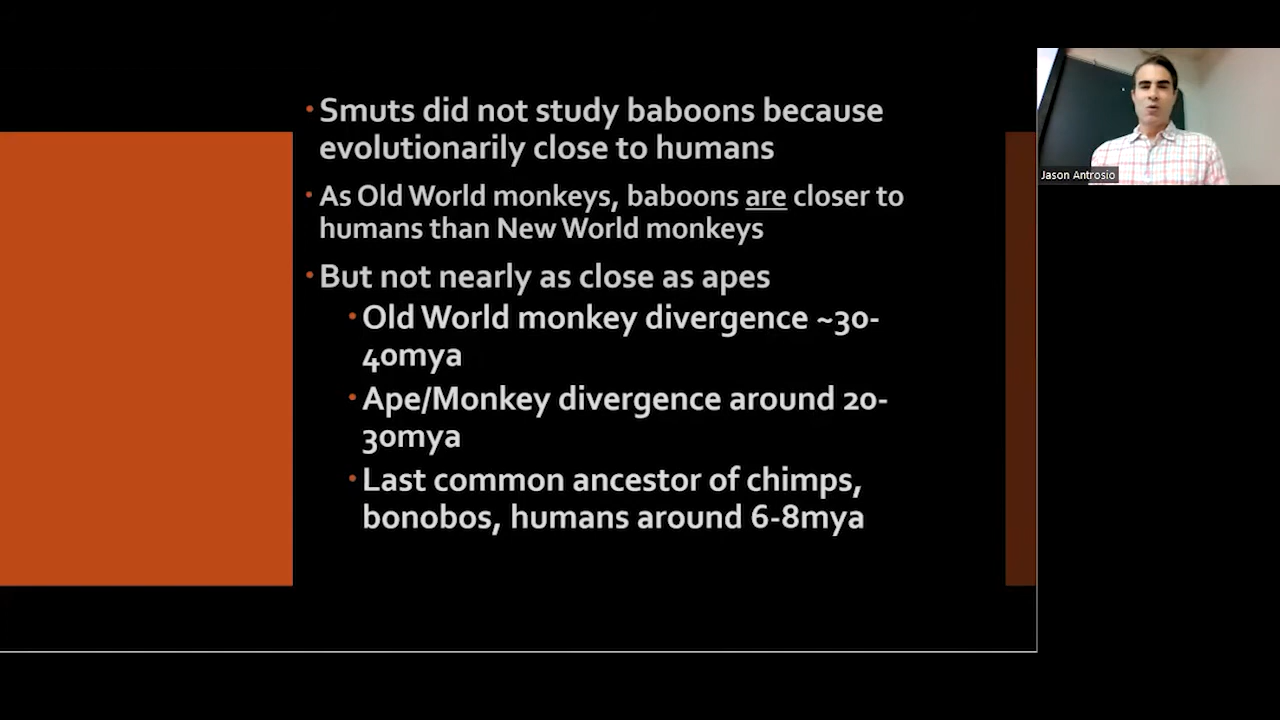 • Smuts did not study baboons because
evolutionarily close to humans
• As Old World monkeys, baboons are closer to
humans than New World monkeys
• But not nearly as close as apes
• Old World monkey divergence ~30-
40mya
• Ape/Monkey divergence around 20-
30mya
• Last common ancestor of chimps,
bonobos, humans around 6-8mya
Jason Antrosio